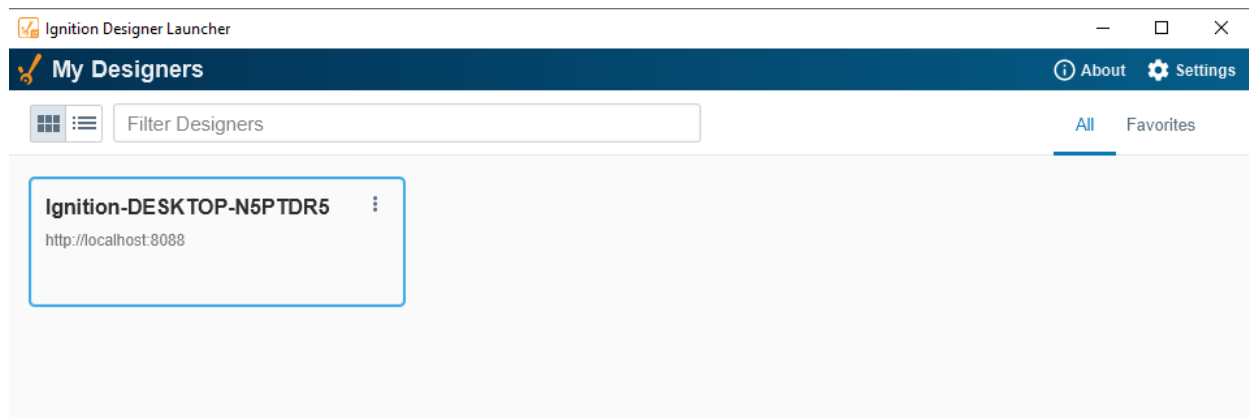 Ignition Designer Launcher
My Designers
About
Settings
Filter Designers
All
Favorites
Ignition-DESKTOP-N5PTDR5
http://localhost:8088